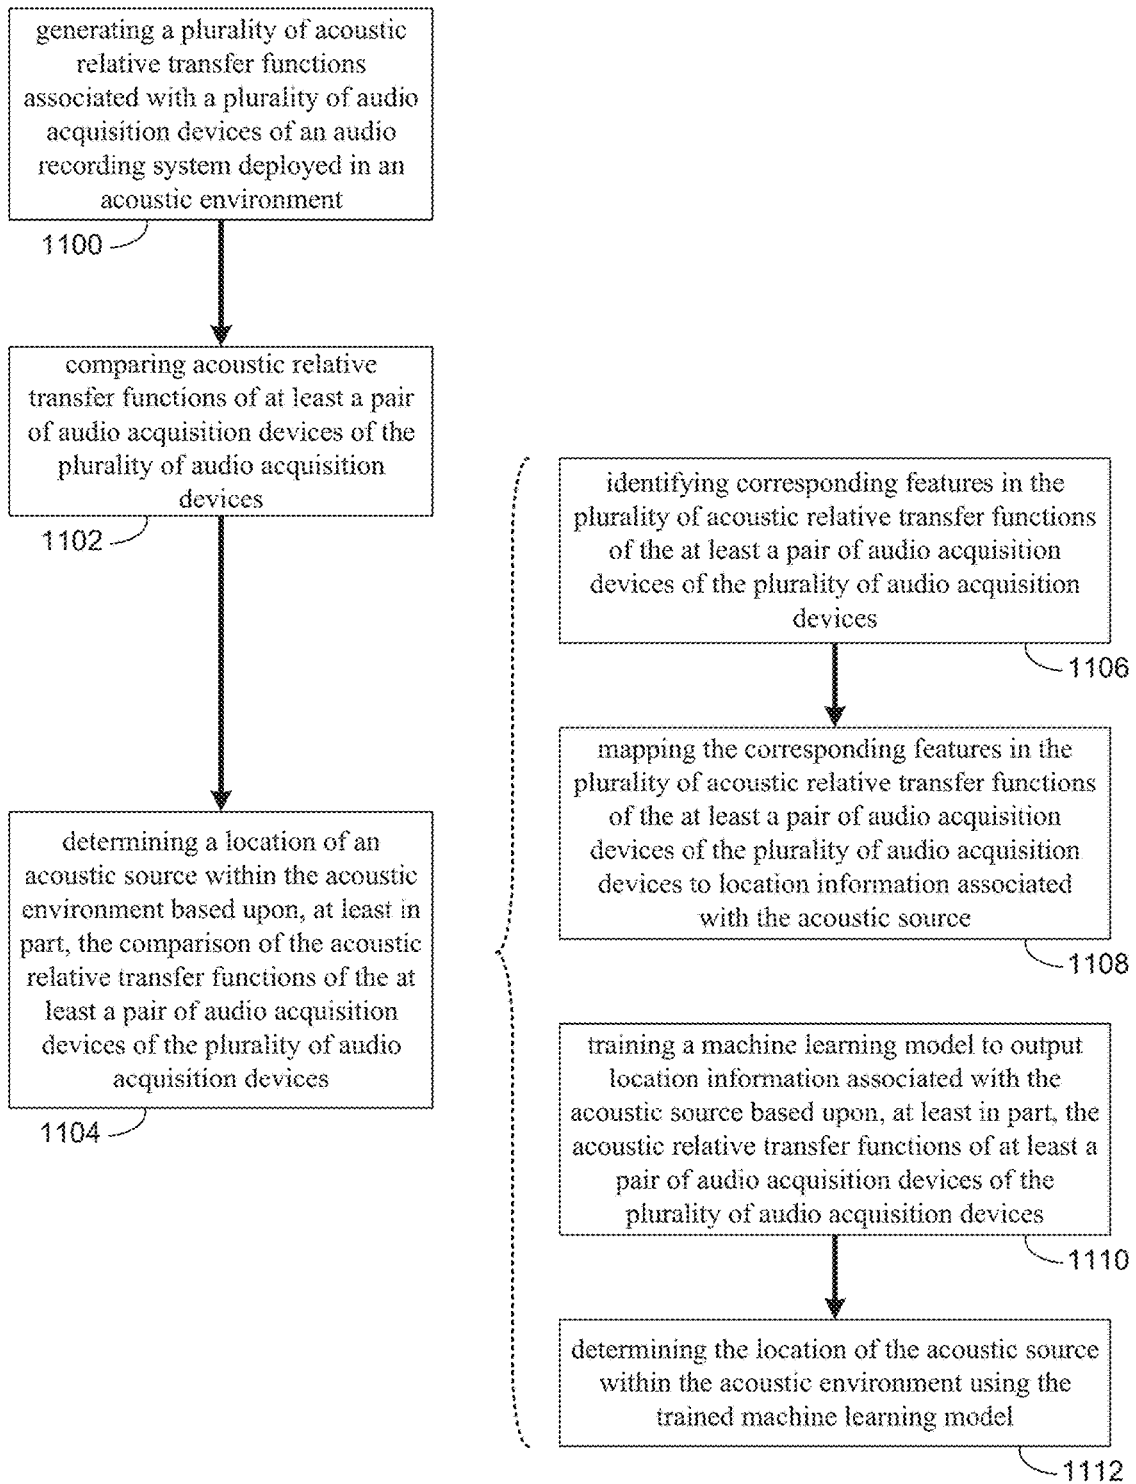 generating a plurality of acoustic
relative transfer functions
associated with a plurality of audio
acquisition devices of an audio
recording system deployed in an
acoustic environment
1100
comparing acoustic relative
transfer functions of at least a pair
of audio acquisition devices of the
plurality of audio acquisition
devices
1102
determining a location of an
acoustic source within the acoustic
environment based upon, at least in
part, the comparison of the acoustic
relative transfer functions of the at
least a pair of audio acquisition
devices of the plurality of audio
acquisition devices
1104
identifying corresponding features in the
plurality of acoustic relative transfer functions
of the at least a pair of audio acquisition
devices of the plurality of audio acquisition
devices
1106
mapping the corresponding features in the
plurality of acoustic relative transfer functions
of the at least a pair of audio acquisition
devices of the plurality of audio acquisition
devices to location information associated
with the acoustic source
1108
training a machine learning model to output
location information associated with the
acoustic source based upon, at least in part, the
acoustic relative transfer functions of at least a
pair of audio acquisition devices of the
plurality of audio acquisition devices
1110
determining the location of the acoustic source
within the acoustic environment using the
trained machine learning model
1112